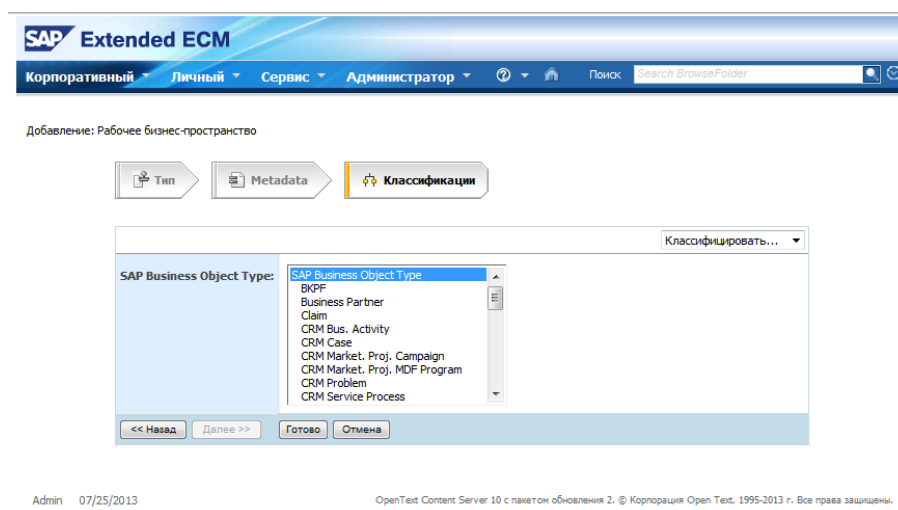 SAP Extended ECM
Корпоративный Личный Сервис Администратор ? Поиск Search BrowseFolder
Добавление: Рабочее бизнес-пространство
Тип Metadata Классификации
Классифицировать...
SAP Business Object Type: SAP Business Object Type
BKPF
Business Partner
Claim
CRM Bus. Activity
CRM Case
CRM Market. Proj. Campaign
CRM Market. Proj. MDF Program
CRM Problem
CRM Service Process
<< Назад Далее >> Готово Отмена
Admin 07/25/2013 OpenText Content Server 10 с пакетом обновления 2. © Корпорация Open Text, 1995-2013 г. Все права защищены.